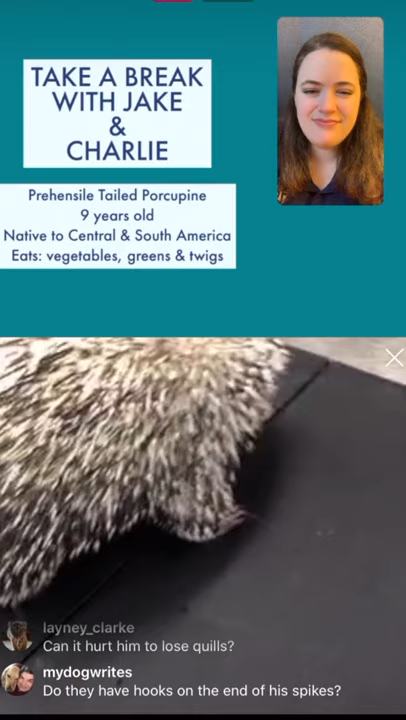 TAKE A BREAK
WITH JAKE
&
CHARLIE
Prehensile Tailed Porcupine
9 years old
Native to Central & South America
Eats: vegetables, greens & twigs
layney_clarke
Can it hurt him to lose quills?
mydogwrites
Do they have hooks on the end of his spikes?